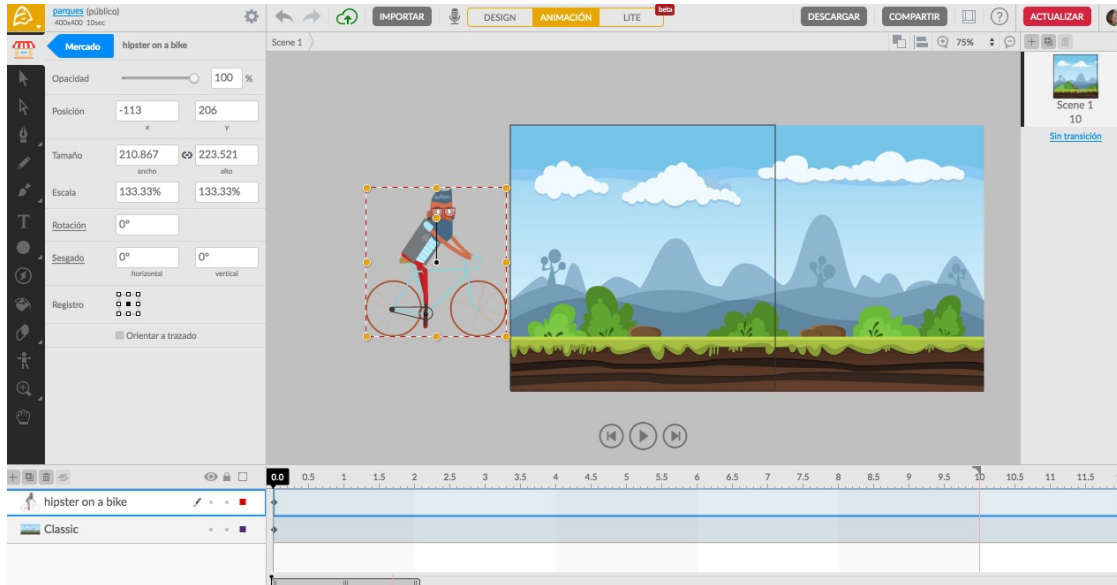 parques (público)
400x400 10sec
IMPORTAR
DESIGN
ANIMACIÓN
LITE
beta
DESCARGAR
COMPARTIR
?
ACTUALIZAR
Mercado
hipster on a bike
Scene 1
75%
Opacidad
100 %
Posición
-113
206
x
y
Tamaño
210.867
223.521
ancho
alto
Escala
133.33%
133.33%
Rotación
0º
Sesgado
0º
0º
horizontal
vertical
Registro
Orientar a trazado
T
Scene 1
10
Sin transición
0.0 0.5 1 1.5 2 2.5 3 3.5 4 4.5 5 5.5 6 6.5 7 7.5 8 8.5 9 9.5 10 10.5 11 11.5
hipster on a bike
Classic